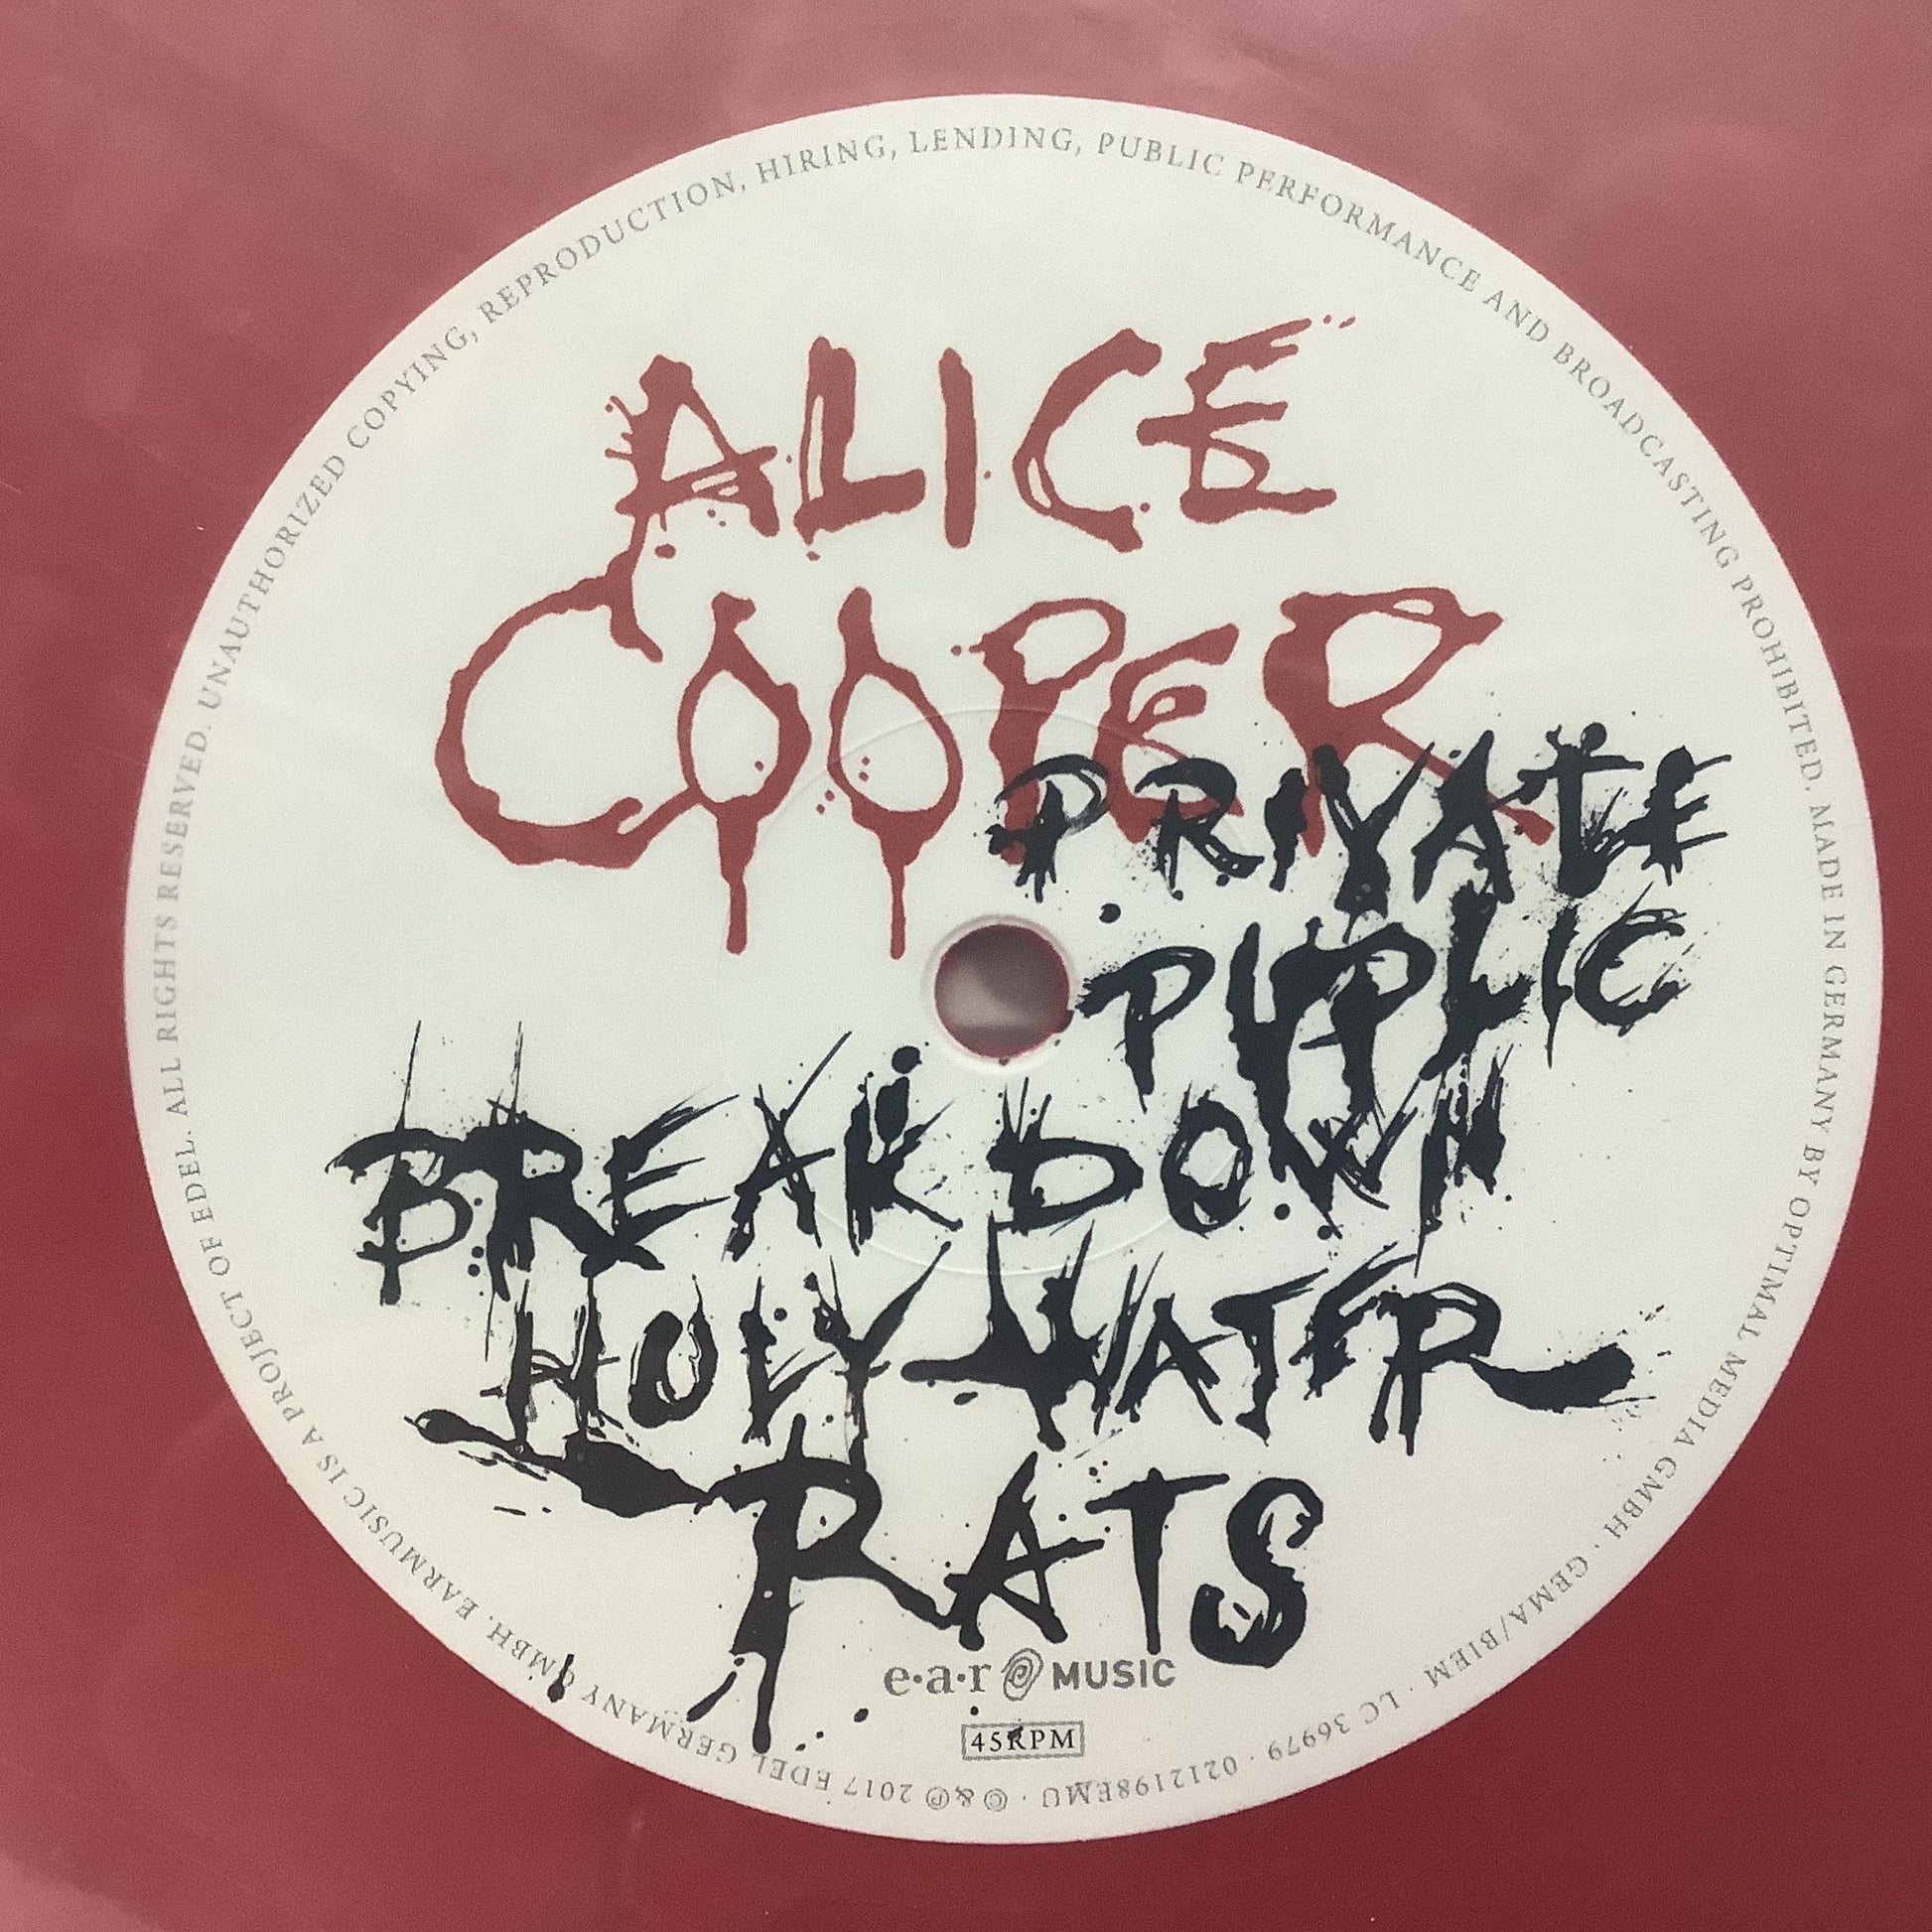 ALICE
COOPER
PRIVATE
PUBLIC
BREAKDOWN
HOLY WATER
RATS
e·a·r MUSIC
45RPM
℗&© 2017 EDEL GERMANY GMBH. EARMUSIC IS A PROJECT OF EDEL. ALL RIGHTS RESERVED. UNAUTHORIZED COPYING, REPRODUCTION, HIRING, LENDING, PUBLIC PERFORMANCE AND BROADCASTING PROHIBITED. MADE IN GERMANY BY OPTIMAL MEDIA GMBH · GEMA/BIEM · LC 36979 · 0212198EMU ·